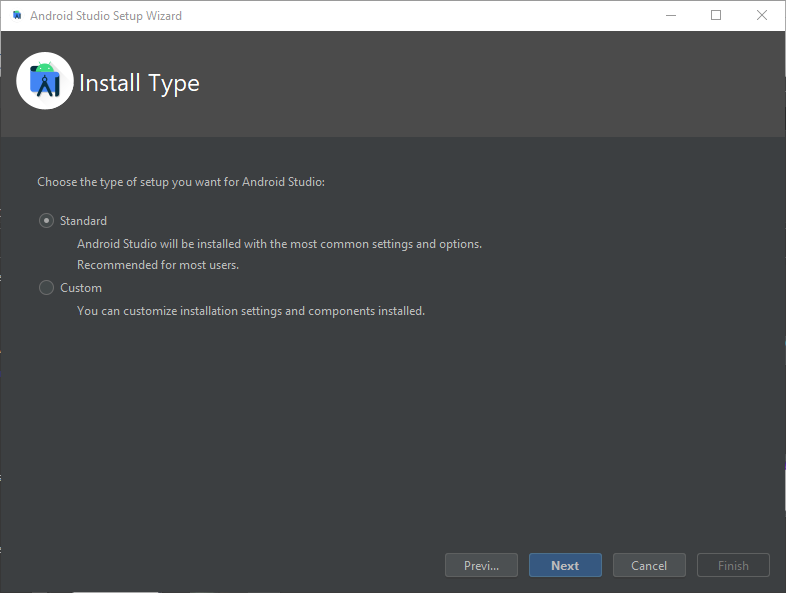 Android Studio Setup Wizard
Install Type
Choose the type of setup you want for Android Studio:
Standard
Android Studio will be installed with the most common settings and options.
Recommended for most users.
Custom
You can customize installation settings and components installed.
Previ... Next Cancel Finish